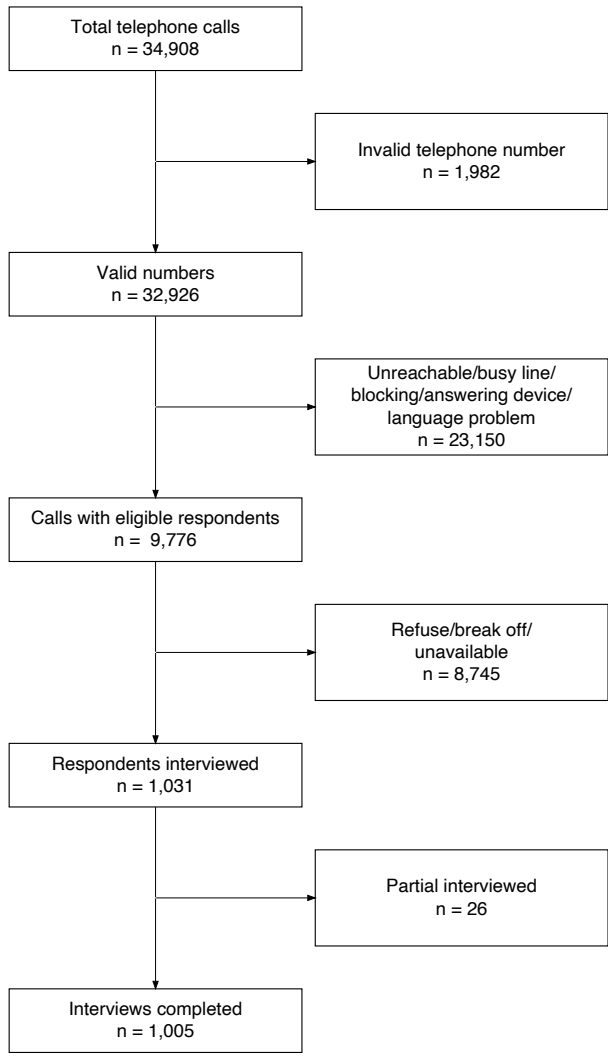 Total telephone calls
n = 34,908
Invalid telephone number
n = 1,982
Valid numbers
n = 32,926
Unreachable/busy line/
blocking/answering device/
language problem
n = 23,150
Calls with eligible respondents
n = 9,776
Refuse/break off/
unavailable
n = 8,745
Respondents interviewed
n = 1,031
Partial interviewed
n = 26
Interviews completed
n = 1,005